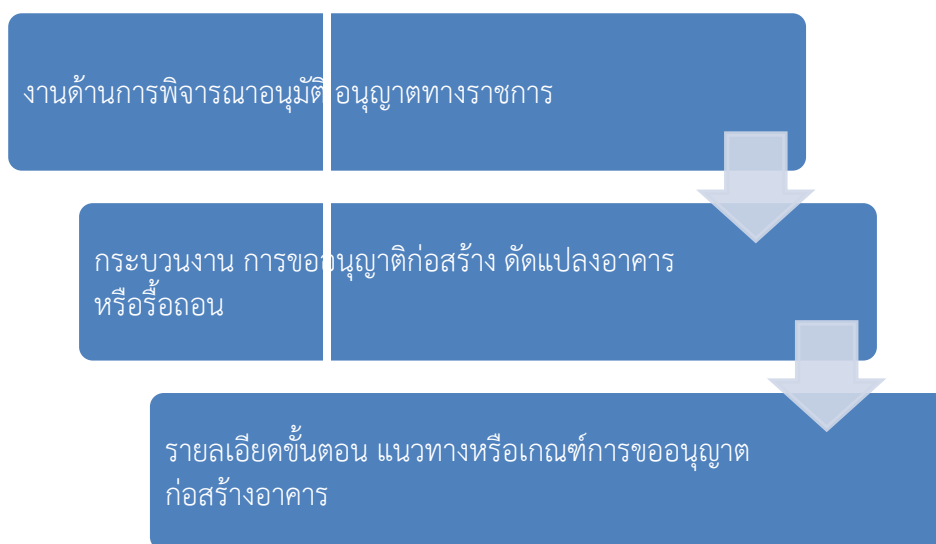 งานด้านการพิจารณาอนุมัติ อนุญาตทางราชการ
กระบวนงาน การขออนุญาติก่อสร้าง ดัดแปลงอาคาร
หรือรื้อถอน
รายลเอียดขั้นตอน แนวทางหรือเกณฑ์การขออนุญาต
ก่อสร้างอาคาร